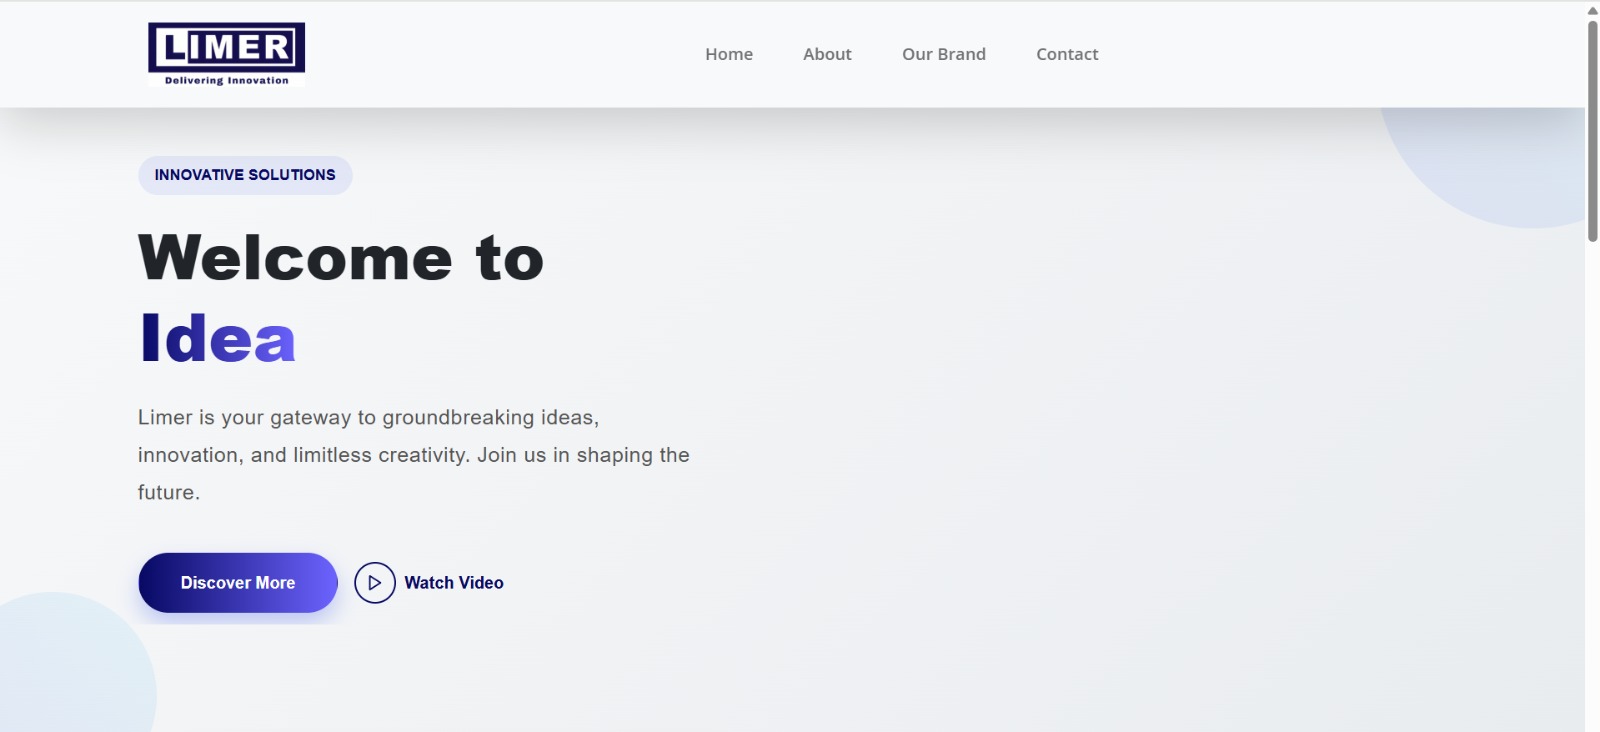 LIMER
Delivering Innovation
Home About Our Brand Contact
INNOVATIVE SOLUTIONS
Welcome to
Idea
Limer is your gateway to groundbreaking ideas,
innovation, and limitless creativity. Join us in shaping the
future.
Discover More
Watch Video